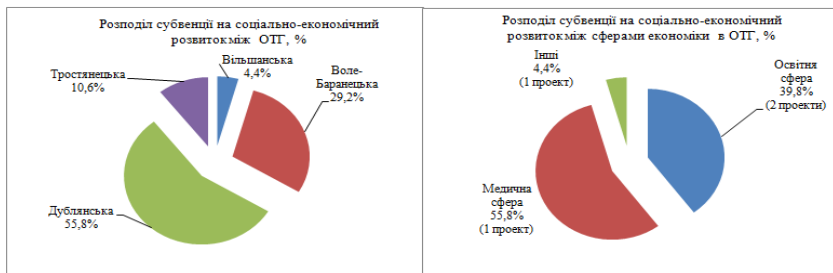 Розподіл субвенції на соціально-економічний
розвиток між ОТГ, %
Вільшанська
4,4%
Воле-
Баранецька
29,2%
Тростянецька
10,6%
Дублянська
55,8%
Розподіл субвенції на соціально-економічний
розвитокміж сферами економіки в ОТГ, %
Інші
4,4%
(1 проект)
Освітня
сфера
39,8%
(2 проекти)
Медична
сфера
55,8%
(1 проект)